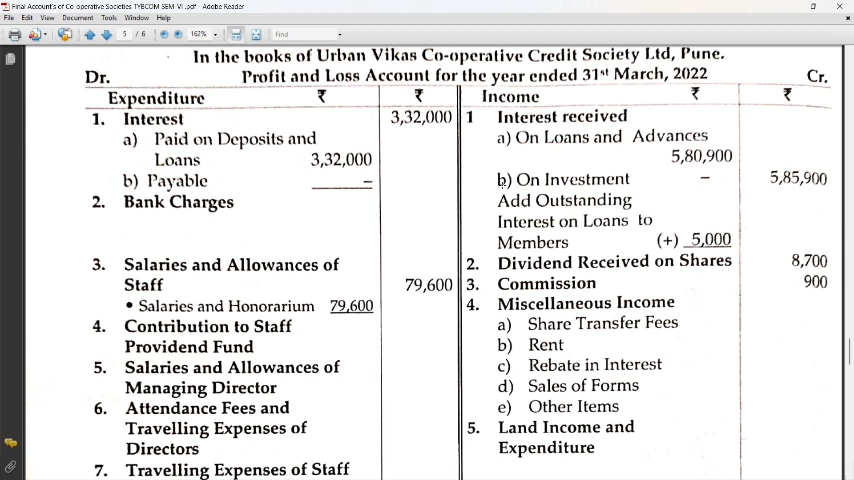 Final Account's of Co-operative Societies TYBCOM SEM VI .pdf - Adobe Reader
File Edit View Document Tools Window Help
5 / 6 162% Find
In the books of Urban Vikas Co-operative Credit Society Ltd, Pune.
Dr. Profit and Loss Account for the year ended 31st March, 2022 Cr.
Expenditure ₹ ₹ Income ₹ ₹
1. Interest 3,32,000 1 Interest received
a) Paid on Deposits and a) On Loans and Advances
Loans 3,32,000 5,80,900
b) Payable – b) On Investment – 5,85,900
2. Bank Charges Add Outstanding
Interest on Loans to
Members (+) 5,000
3. Salaries and Allowances of 2. Dividend Received on Shares 8,700
Staff 79,600 3. Commission 900
• Salaries and Honorarium 79,600 4. Miscellaneous Income
4. Contribution to Staff a) Share Transfer Fees
Providend Fund b) Rent
5. Salaries and Allowances of c) Rebate in Interest
Managing Director d) Sales of Forms
6. Attendance Fees and e) Other Items
Travelling Expenses of 5. Land Income and
Directors Expenditure
7. Travelling Expenses of Staff